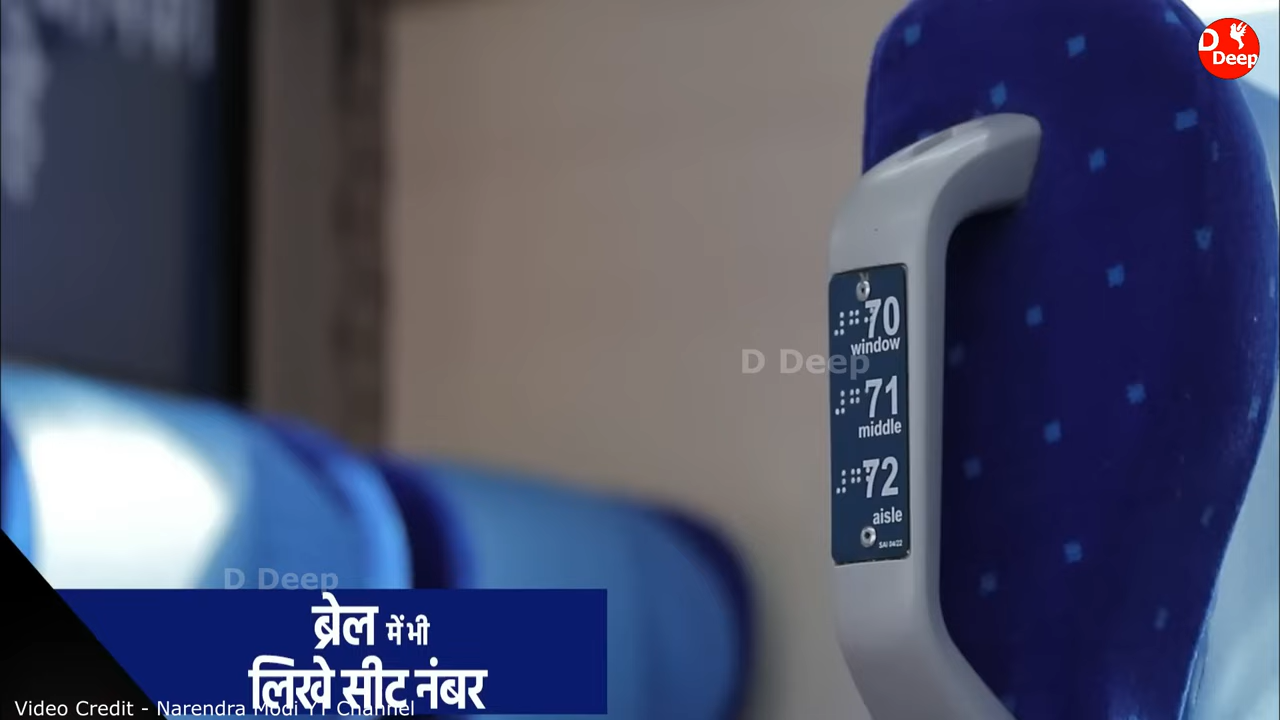 D
Deep
70
window
71
middle
72
aisle
SAI 04/22
D Deep
D Deep
ब्रेल में भी
लिखे सीट नंबर
Video Credit - Narendra Modi YT Channel